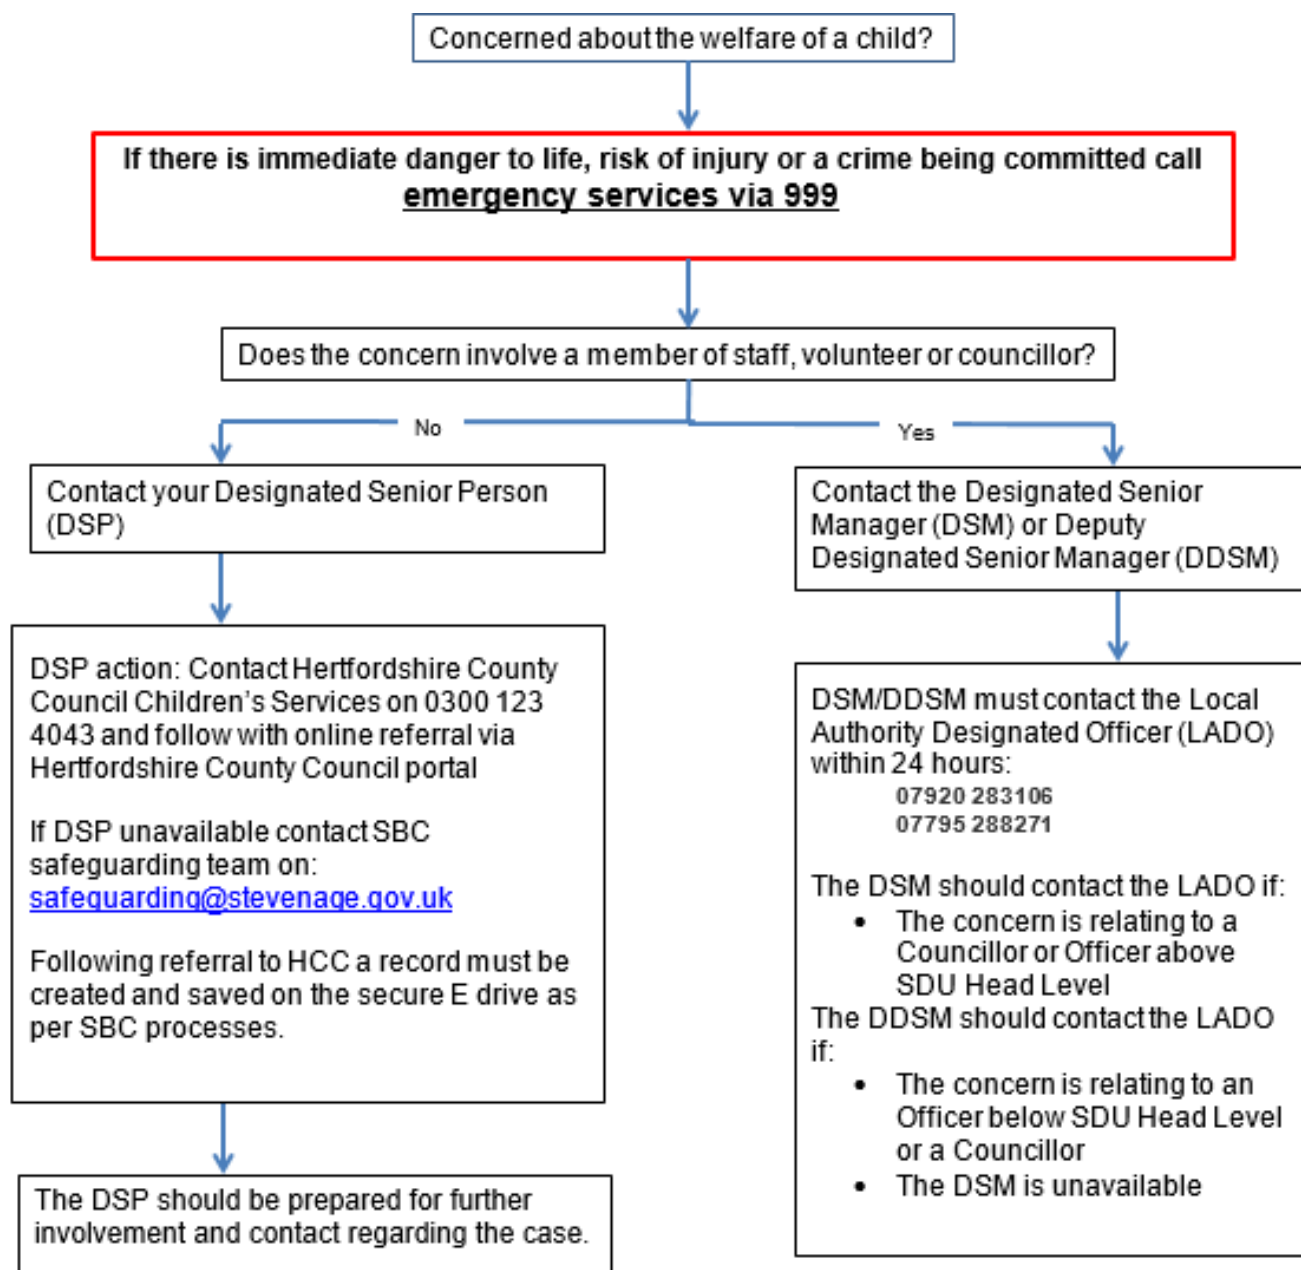 Concerned about the welfare of a child?
If there is immediate danger to life, risk of injury or a crime being committed call
emergency services via 999
Does the concern involve a member of staff, volunteer or councillor?
No
Yes
Contact your Designated Senior Person
(DSP)
DSP action: Contact Hertfordshire County
Council Children's Services on 0300 123
4043 and follow with online referral via
Hertfordshire County Council portal
If DSP unavailable contact SBC
safeguarding team on:
safeguarding@stevenage.gov.uk
Following referral to HCC a record must be
created and saved on the secure E drive as
per SBC processes.
The DSP should be prepared for further
involvement and contact regarding the case.
Contact the Designated Senior
Manager (DSM) or Deputy
Designated Senior Manager (DDSM)
DSM/DDSM must contact the Local
Authority Designated Officer (LADO)
within 24 hours:
07920 283106
07795 288271
The DSM should contact the LADO if:
• The concern is relating to a
Councillor or Officer above
SDU Head Level
The DDSM should contact the LADO
if:
• The concern is relating to an
Officer below SDU Head Level
or a Councillor
• The DSM is unavailable